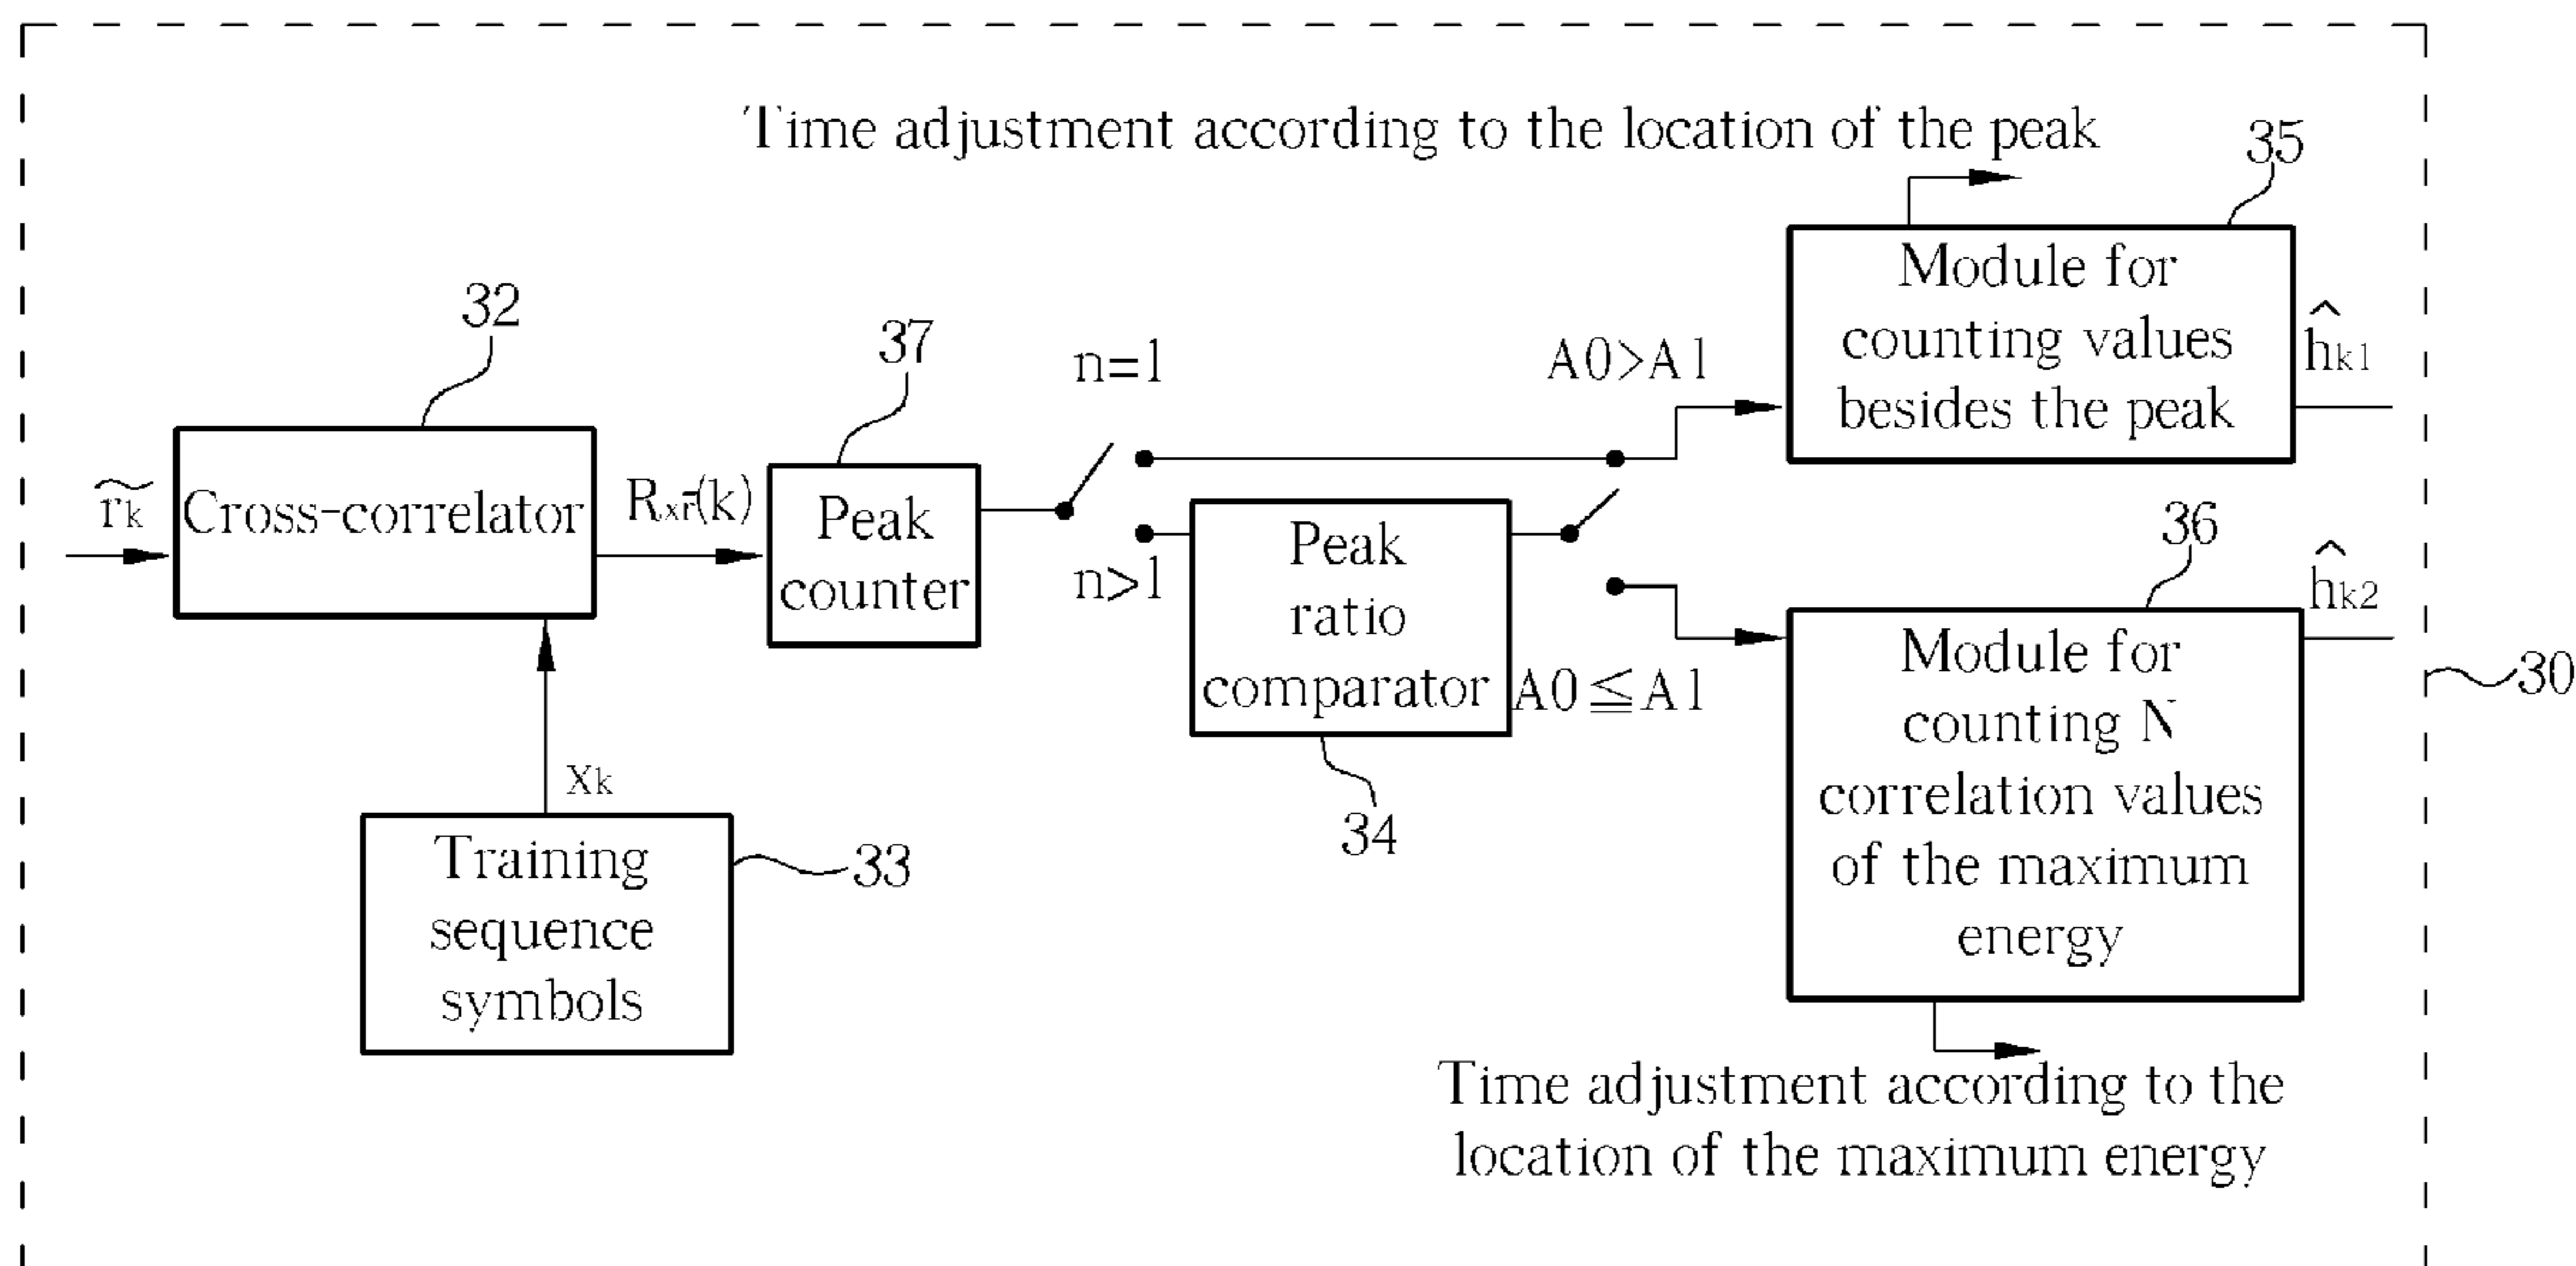 Time adjustment according to the location of the peak
35
Module for
counting values
besides the peak
ĥk1
32
37
n=1
A0>A1
r̃k
Cross-correlator
Rxr̃(k)
Peak
counter
n>1
Peak
ratio
comparator
A0≦A1
34
36
ĥk2
Module for
counting N
correlation values
of the maximum
energy
30
xk
Training
sequence
symbols
33
Time adjustment according to the
location of the maximum energy